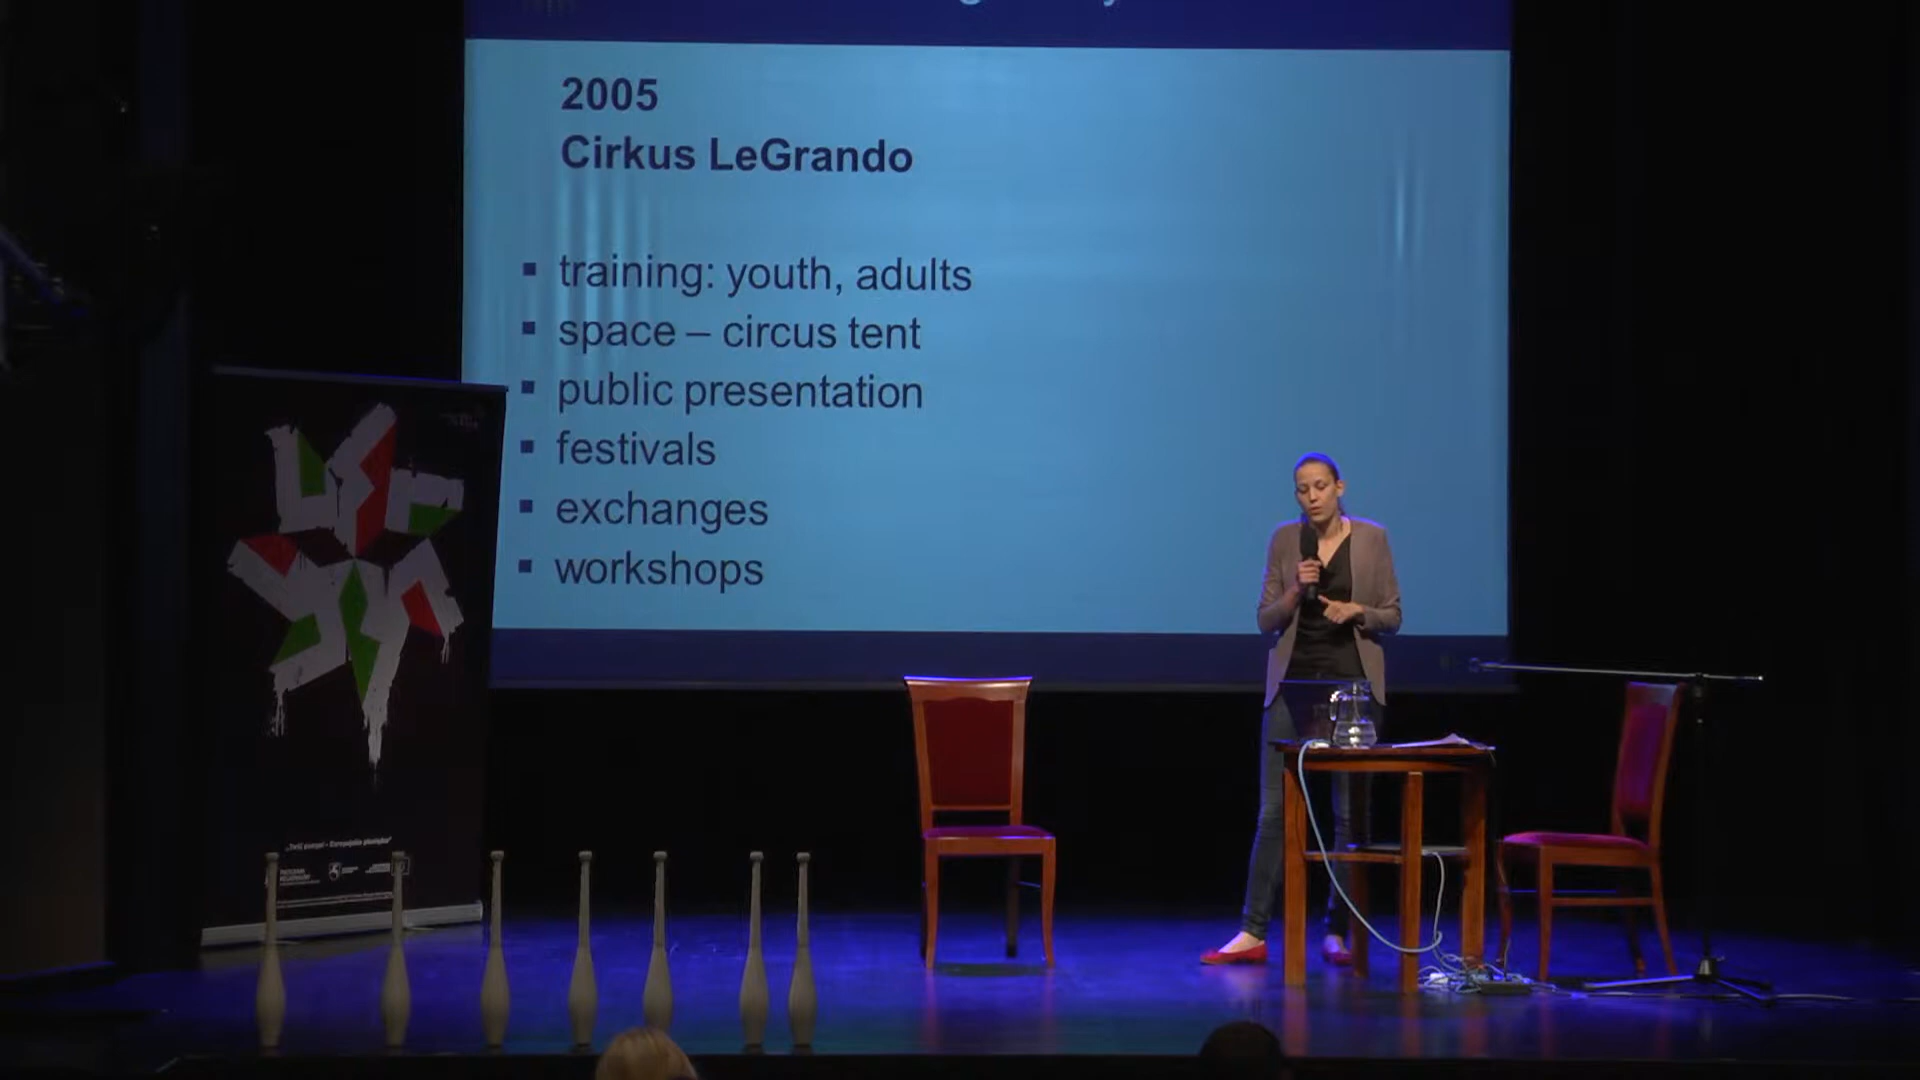 2005
Cirkus LeGrando
▪ training: youth, adults
▪ space – circus tent
▪ public presentation
▪ festivals
▪ exchanges
▪ workshops